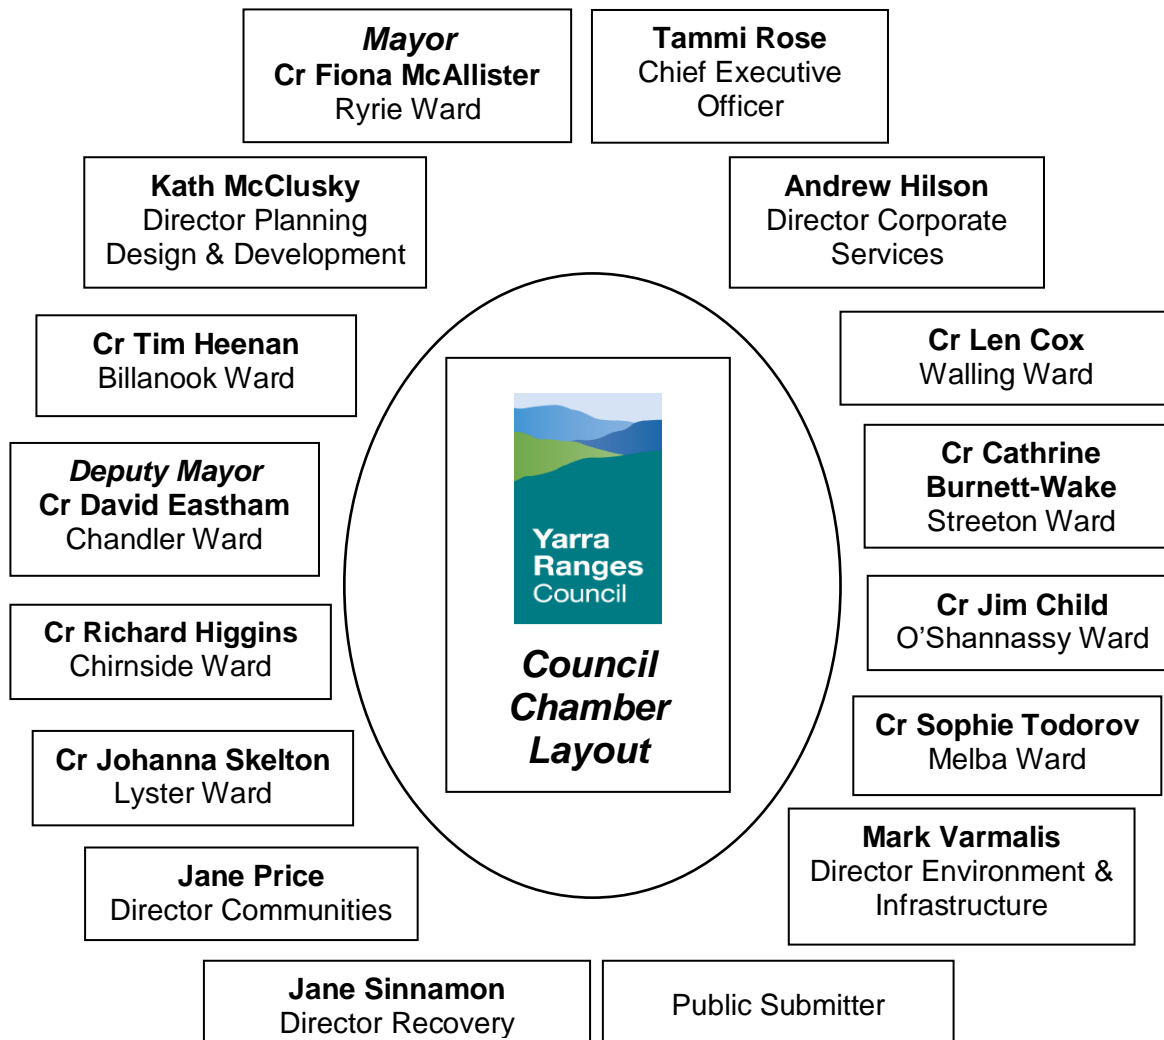 Mayor
Cr Fiona McAllister
Ryrie Ward
Tammi Rose
Chief Executive
Officer
Kath McClusky
Director Planning
Design & Development
Andrew Hilson
Director Corporate
Services
Cr Tim Heenan
Billanook Ward
Cr Len Cox
Walling Ward
Deputy Mayor
Cr David Eastham
Chandler Ward
Cr Cathrine
Burnett-Wake
Streeton Ward
Yarra
Ranges
Council
Council
Chamber
Layout
Cr Richard Higgins
Chirnside Ward
Cr Jim Child
O'Shannassy Ward
Cr Johanna Skelton
Lyster Ward
Cr Sophie Todorov
Melba Ward
Jane Price
Director Communities
Mark Varmalis
Director Environment &
Infrastructure
Jane Sinnamon
Director Recovery
Public Submitter